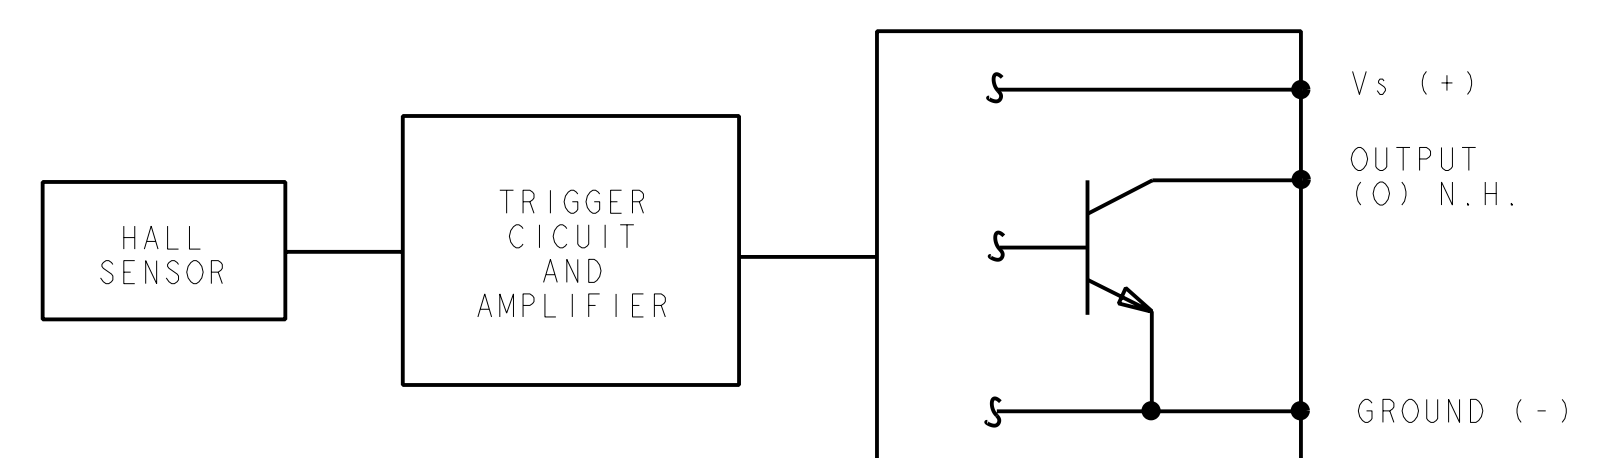 HALL
SENSOR
TRIGGER
CICUIT
AND
AMPLIFIER
Vs (+)
OUTPUT
(O) N.H.
GROUND (-)